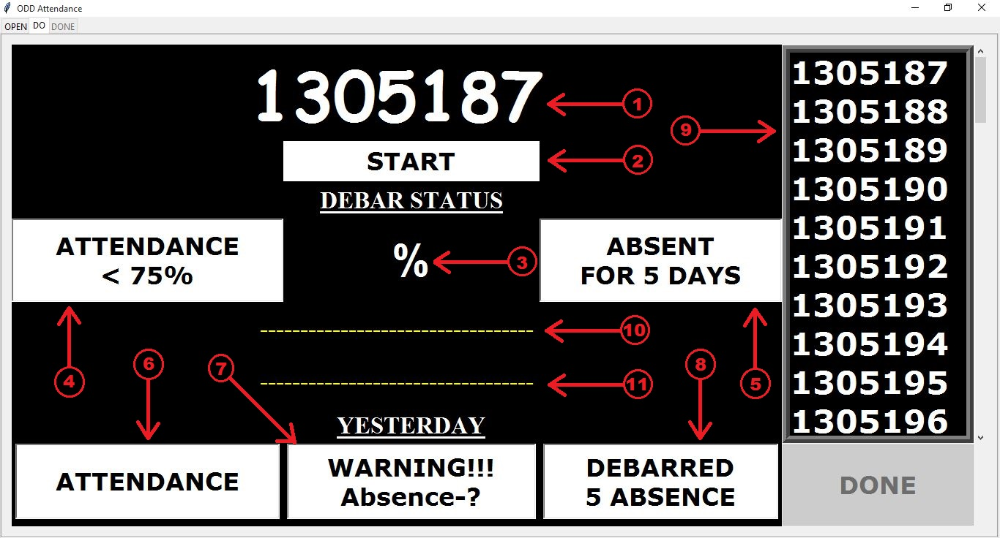 ODD Attendance
OPEN DO DONE
1305187
1
START
2
DEBAR STATUS
ATTENDANCE
< 75%
%
3
ABSENT
FOR 5 DAYS
4
5
10
11
6
7
8
YESTERDAY
ATTENDANCE
WARNING!!!
Absence-?
DEBARRED
5 ABSENCE
9
1305187
1305188
1305189
1305190
1305191
1305192
1305193
1305194
1305195
1305196
DONE